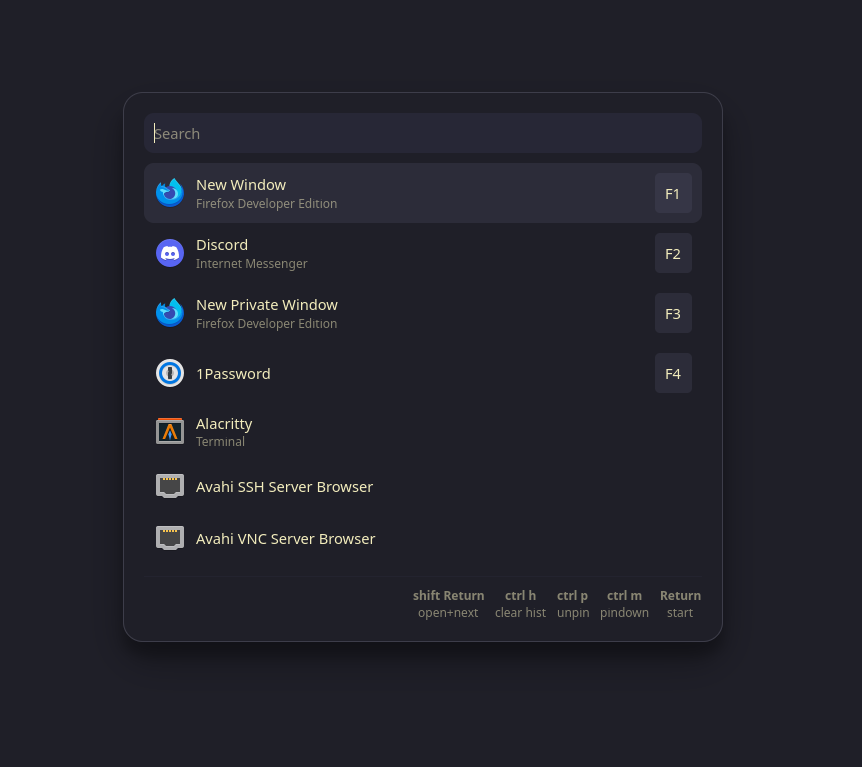 Search
New Window
Firefox Developer Edition
F1
Discord
Internet Messenger
F2
New Private Window
Firefox Developer Edition
F3
1Password
F4
Alacritty
Terminal
Avahi SSH Server Browser
Avahi VNC Server Browser
shift Return ctrl h ctrl p ctrl m Return
open+next clear hist unpin pindown start